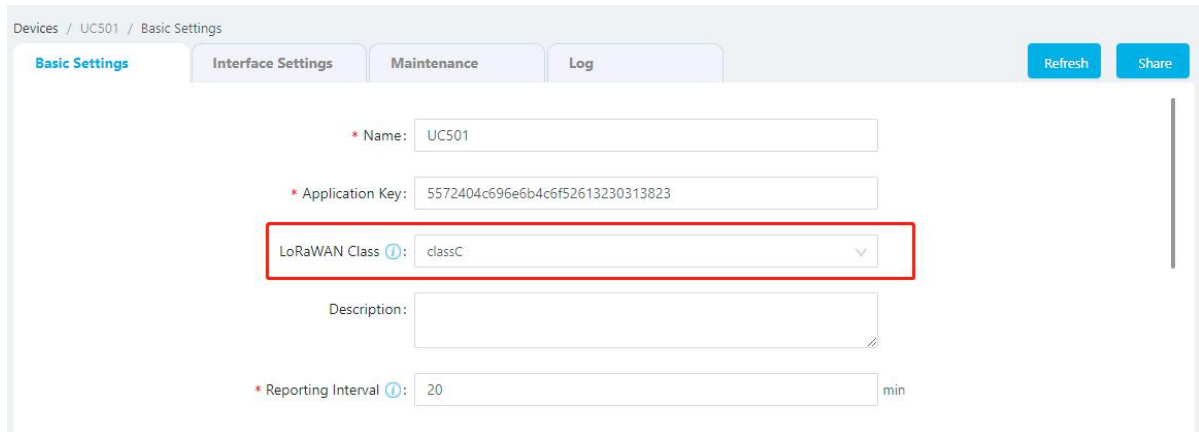 Devices / UC501 / Basic Settings
Basic Settings Interface Settings Maintenance Log Refresh Share
* Name: UC501
* Application Key: 5572404c696e6b4c6f52613230313823
LoRaWAN Class i : classC
Description:
* Reporting Interval i : 20 min